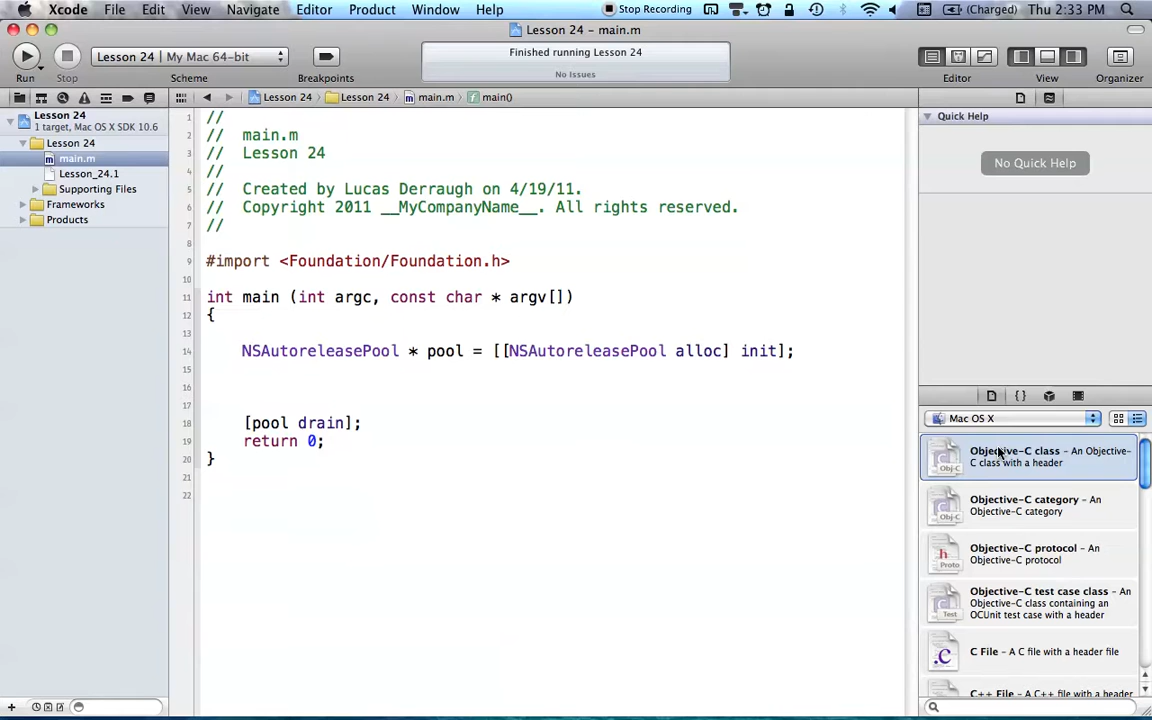 Xcode File Edit View Navigate Editor Product Window Help Stop Recording (Charged) Thu 2:33 PM
Lesson 24 – main.m
Lesson 24 | My Mac 64-bit
Finished running Lesson 24
No Issues
Run Stop Scheme Breakpoints Editor View Organizer
Lesson 24 Lesson 24 main.m main()
Lesson 24
1 target, Mac OS X SDK 10.6
Lesson 24
main.m
Lesson_24.1
Supporting Files
Frameworks
Products
1 //
2 // main.m
3 // Lesson 24
4 //
5 // Created by Lucas Derraugh on 4/19/11.
6 // Copyright 2011 __MyCompanyName__. All rights reserved.
7 //
8
9 #import <Foundation/Foundation.h>
10
11 int main (int argc, const char * argv[])
12 {
13
14 NSAutoreleasePool * pool = [[NSAutoreleasePool alloc] init];
15
16
17
18 [pool drain];
19 return 0;
20 }
21
22
Quick Help
No Quick Help
{}
Mac OS X
Obj-C
Objective-C class – An Objective-
C class with a header
Obj-C
Objective-C category – An
Objective-C category
h
Proto
Objective-C protocol – An
Objective-C protocol
Test
Objective-C test case class – An
Objective-C class containing an
OCUnit test case with a header
.C
C File – A C file with a header file
C++ File – A C++ file with a header